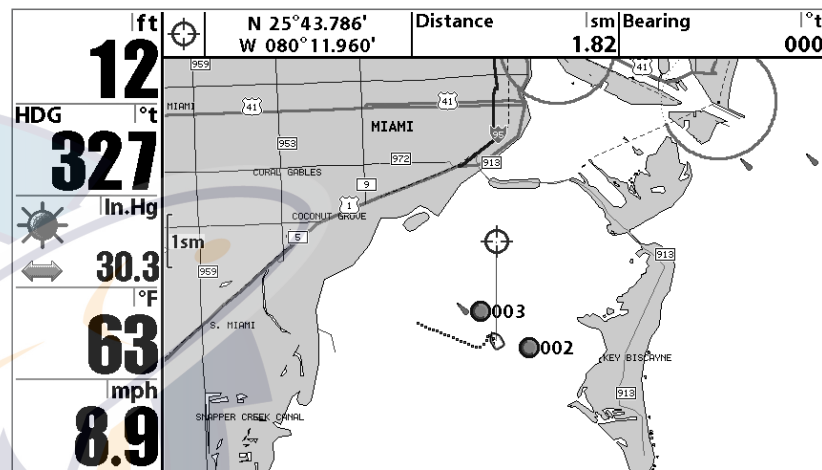 ft
12
HDG °t
327
In.Hg
30.3
°F
63
mph
8.9
N 25°43.786'
W 080°11.960'
Distance sm
1.82
Bearing °t
000
959
41
MIAMI
41
41
MIAMI
95
953
972
913
CORAL GABLES
9
1
COCONUT GROVE
5
1sm
913
959
003
S. MIAMI
002
KEY BISCAYNE
913
SNAPPER CREEK CANAL